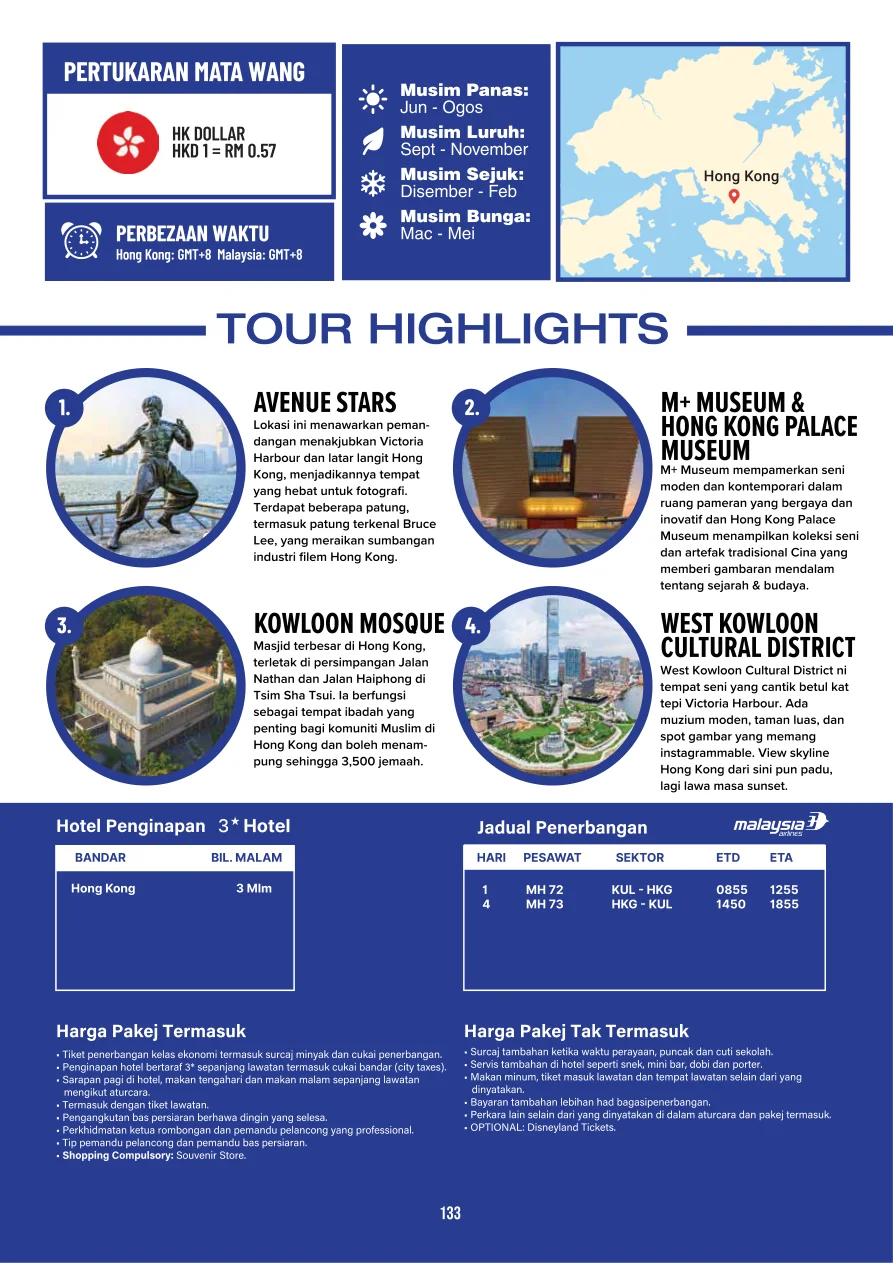 PERTUKARAN MATA WANG
HK DOLLAR
HKD 1 = RM 0.57
PERBEZAAN WAKTU
Hong Kong: GMT+8 Malaysia: GMT+8
Musim Panas:
Jun - Ogos
Musim Luruh:
Sept - November
Musim Sejuk:
Disember - Feb
Musim Bunga:
Mac - Mei
Hong Kong
TOUR HIGHLIGHTS
1.
AVENUE STARS
Lokasi ini menawarkan peman-
dangan menakjubkan Victoria
Harbour dan latar langit Hong
Kong, menjadikannya tempat
yang hebat untuk fotografi.
Terdapat beberapa patung,
termasuk patung terkenal Bruce
Lee, yang meraikan sumbangan
industri filem Hong Kong.
2.
M+ MUSEUM &
HONG KONG PALACE
MUSEUM
M+ Museum mempamerkan seni
moden dan kontemporari dalam
ruang pameran yang bergaya dan
inovatif dan Hong Kong Palace
Museum menampilkan koleksi seni
dan artefak tradisional Cina yang
memberi gambaran mendalam
tentang sejarah & budaya.
3.
KOWLOON MOSQUE
Masjid terbesar di Hong Kong,
terletak di persimpangan Jalan
Nathan dan Jalan Haiphong di
Tsim Sha Tsui. Ia berfungsi
sebagai tempat ibadah yang
penting bagi komuniti Muslim di
Hong Kong dan boleh menam-
pung sehingga 3,500 jemaah.
4.
WEST KOWLOON
CULTURAL DISTRICT
West Kowloon Cultural District ni
tempat seni yang cantik betul kat
tepi Victoria Harbour. Ada
muzium moden, taman luas, dan
spot gambar yang memang
instagrammable. View skyline
Hong Kong dari sini pun padu,
lagi lawa masa sunset.
Hotel Penginapan 3★ Hotel
BANDAR BIL. MALAM
Hong Kong 3 Mlm
Jadual Penerbangan
malaysia
airlines
HARI PESAWAT SEKTOR ETD ETA
1 MH 72 KUL - HKG 0855 1255
4 MH 73 HKG - KUL 1450 1855
Harga Pakej Termasuk
• Tiket penerbangan kelas ekonomi termasuk surcaj minyak dan cukai penerbangan.
• Penginapan hotel bertaraf 3* sepanjang lawatan termasuk cukai bandar (city taxes).
• Sarapan pagi di hotel, makan tengahari dan makan malam sepanjang lawatan
mengikut aturcara.
• Termasuk dengan tiket lawatan.
• Pengangkutan bas persiaran berhawa dingin yang selesa.
• Perkhidmatan ketua rombongan dan pemandu pelancong yang professional.
• Tip pemandu pelancong dan pemandu bas persiaran.
• Shopping Compulsory: Souvenir Store.
Harga Pakej Tak Termasuk
• Surcaj tambahan ketika waktu perayaan, puncak dan cuti sekolah.
• Servis tambahan di hotel seperti snek, mini bar, dobi dan porter.
• Makan minum, tiket masuk lawatan dan tempat lawatan selain dari yang
dinyatakan.
• Bayaran tambahan lebihan had bagasipenerbangan.
• Perkara lain selain dari yang dinyatakan di dalam aturcara dan pakej termasuk.
• OPTIONAL: Disneyland Tickets.
133